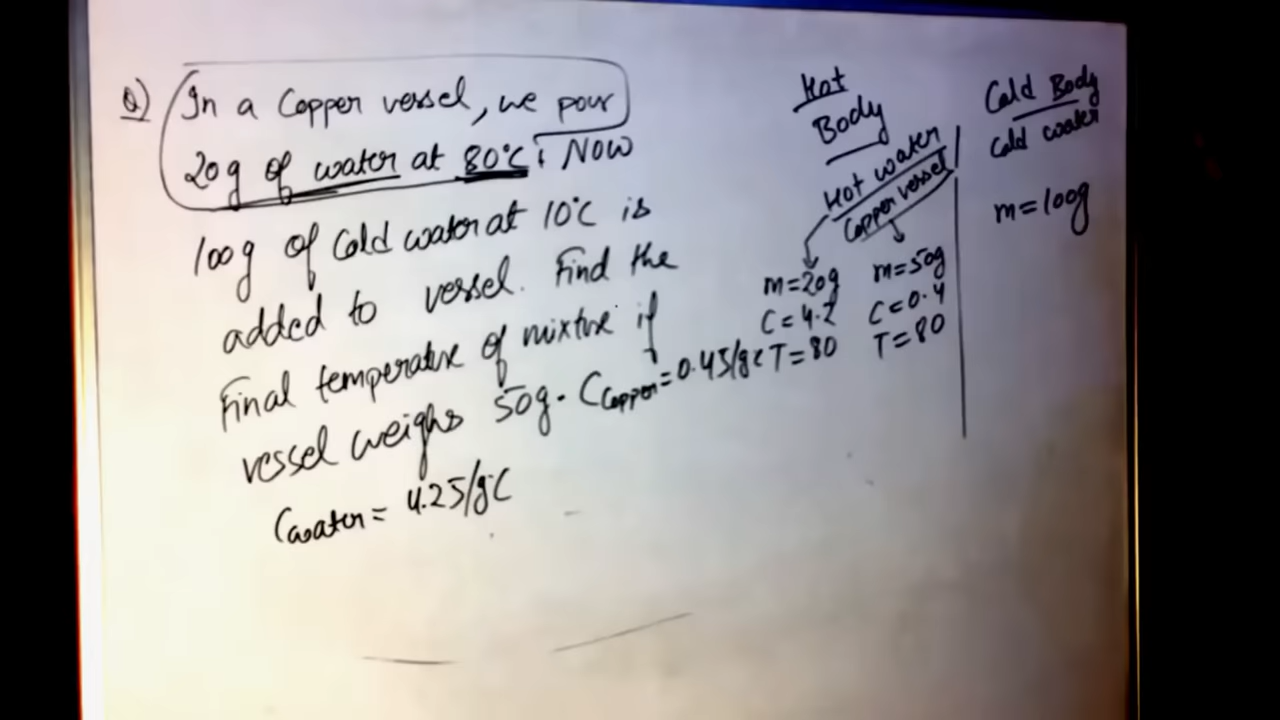 Q) In a Copper vessel, we pour
20g of water at 80°C. Now
100g of Cold water at 10°C is
added to vessel. Find the
Final temperature of mixture if
vessel weighs 50g. C Copper = 0.4J/g°C
Cwater = 4.2J/g°C
Hot
Body
Hot water
Copper vessel
m=20g
C = 4.2
T = 80
m=50g
C=0.4
T=80
Cold Body
Cold water
m=100g